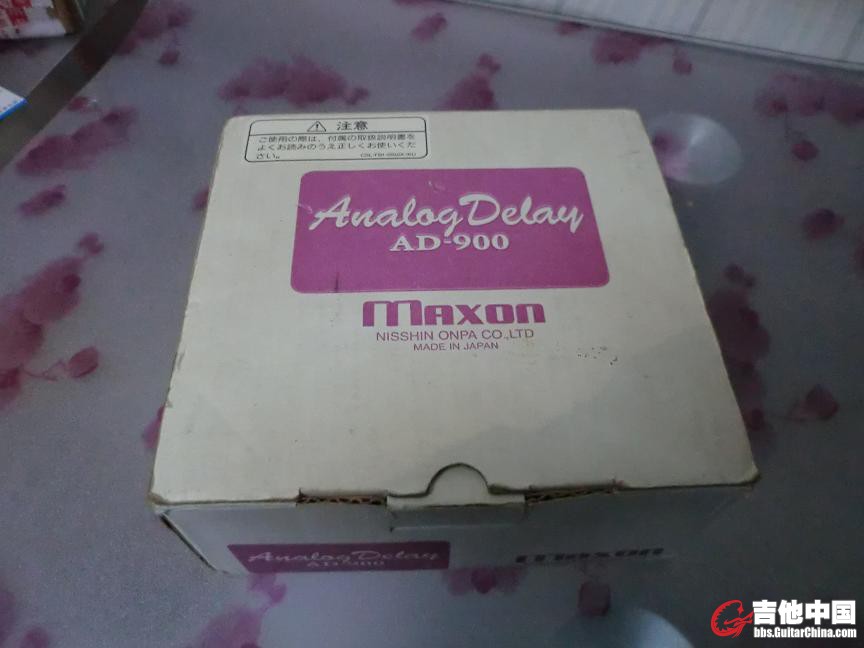 ⚠ 注意
ご使用の際は、付属の取扱説明書を
よくお読みのうえ正しくお使いくだ
さい。
Analog Delay
AD-900
MAXON
NISSHIN ONPA CO.,LTD
MADE IN JAPAN
Analog Delay
AD-900
MAXON
吉他中国
bbs.GuitarChina.com